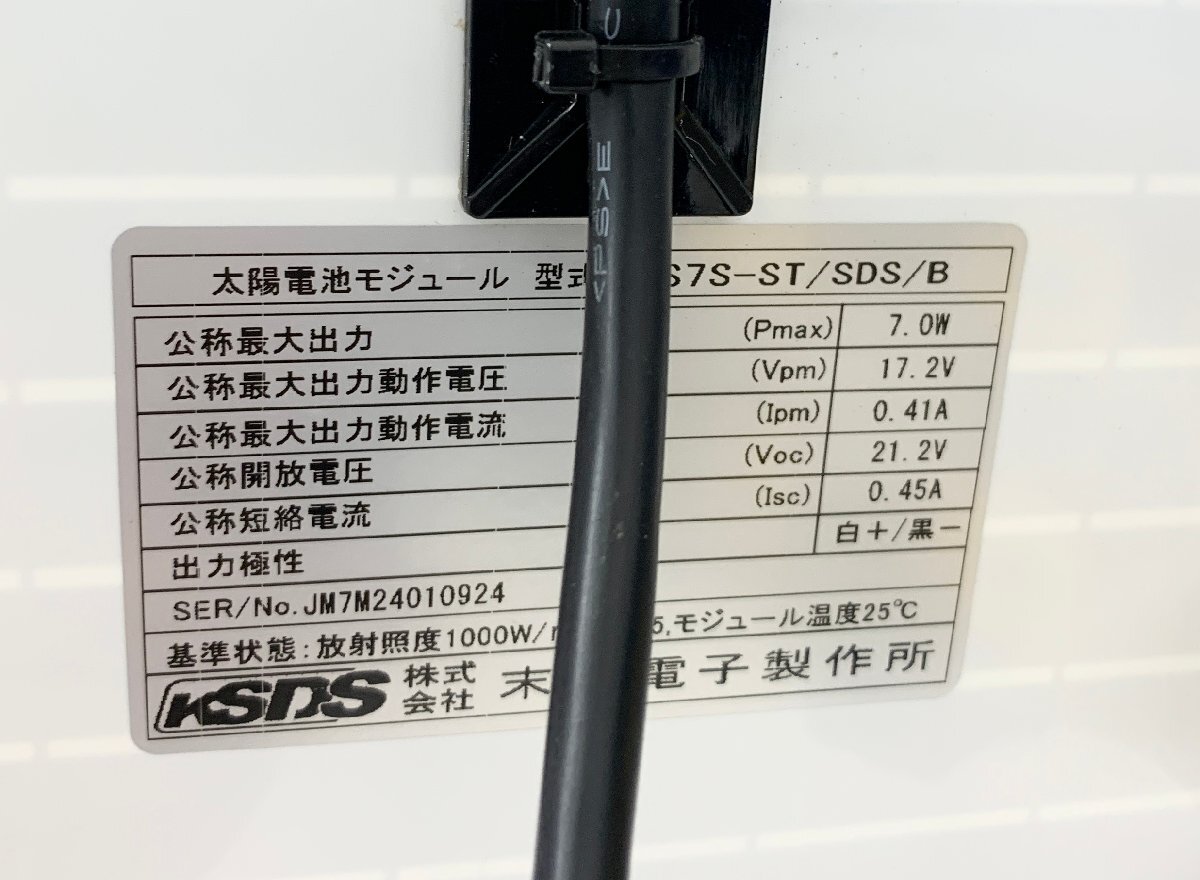 C
<PS>E
太陽電池モジュール 型式 S7S-ST/SDS/B
公称最大出力 (Pmax) 7.0W
公称最大出力動作電圧 (Vpm) 17.2V
公称最大出力動作電流 (Ipm) 0.41A
公称開放電圧 (Voc) 21.2V
公称短絡電流 (Isc) 0.45A
出力極性 白+/黒−
SER/No.JM7M24010924
基準状態:放射照度1000W/ 5,モジュール温度25℃
KSDS 株式会社 末 電子製作所